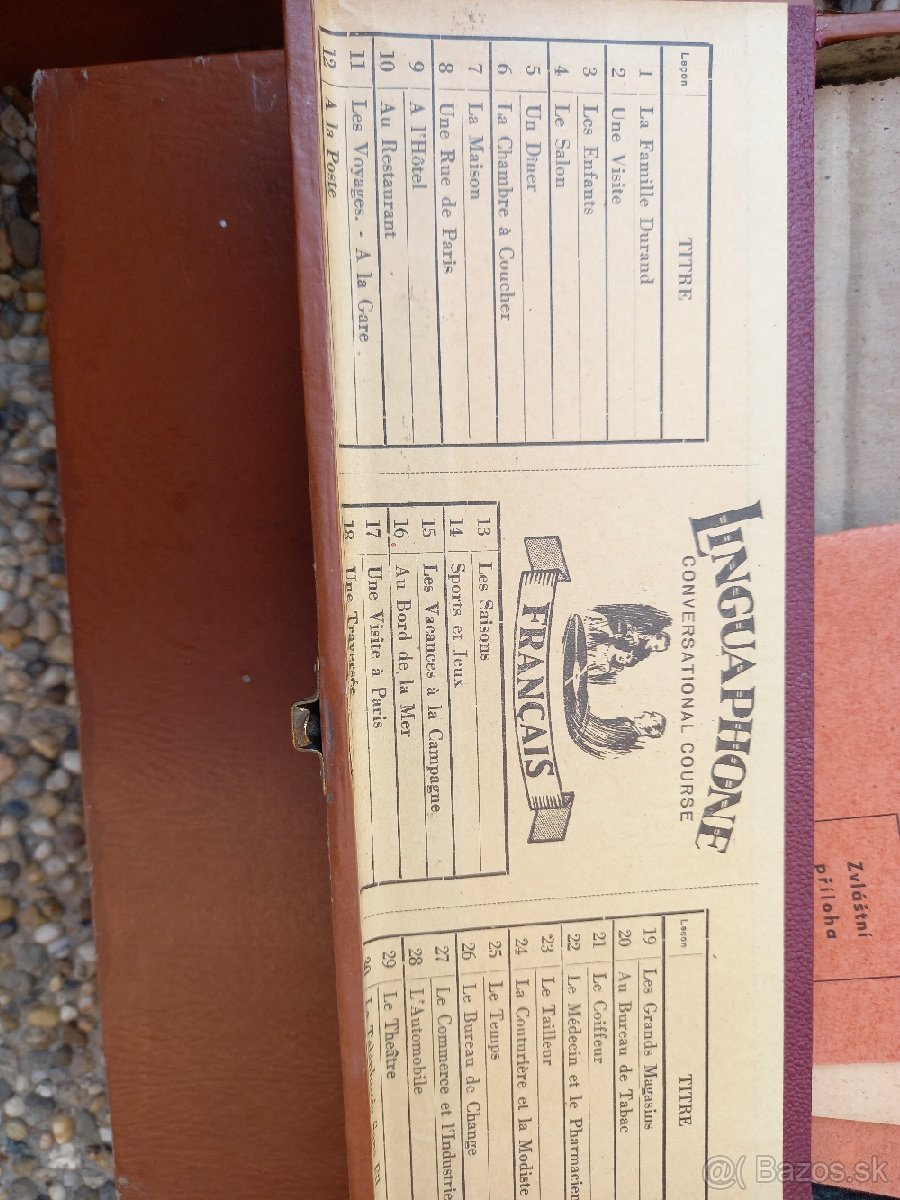 Leçon TITRE
1 La Famille Durand
2 Une Visite
3 Les Enfants
4 Le Salon
5 Un Dîner
6 La Chambre à Coucher
7 La Maison
8 Une Rue de Paris
9 A l'Hôtel
10 Au Restaurant
11 Les Voyages. - A la Gare
12 A la Poste
LINGUAPHONE
CONVERSATIONAL COURSE
FRANÇAIS
13 Les Saisons
14 Sports et Jeux
15 Les Vacances à la Campagne
16 Au Bord de la Mer
17 Une Visite à Paris
18 Une Traversée
Leçon TITRE
19 Les Grands Magasins
20 Au Bureau de Tabac
21 Le Coiffeur
22 Le Médecin et le Pharmacien
23 Le Tailleur
24 La Couturière et la Modiste
25 Le Temps
26 Le Bureau de Change
27 Le Commerce et l'Industrie
28 L'Automobile
29 Le Theâtre
30
Zvláštní
příloha
@( Bazos.sk